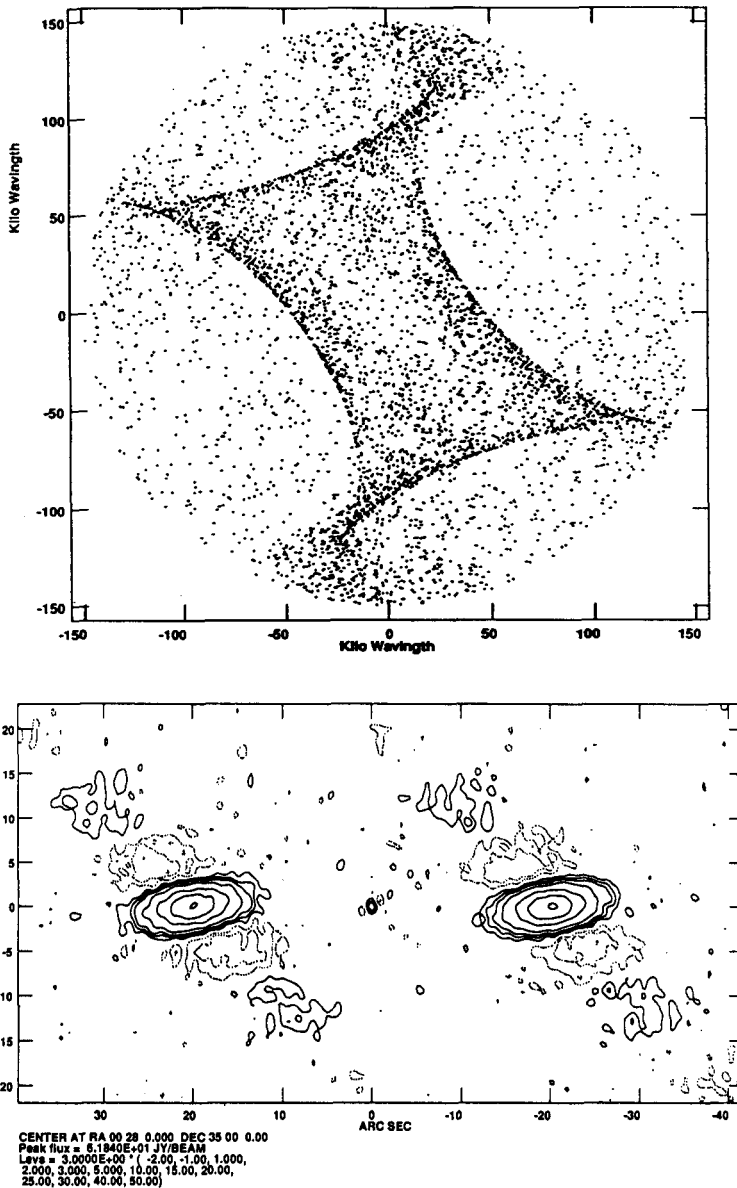 150
100
50
0
-50
-100
-150
Kilo Wavlngth
-150 -100 -50 0 50 100 150
Kilo Wavlngth
20
15
10
5
0
-5
10
15
20
30 20 10 0 -10 -20 -30 -40
ARC SEC
CENTER AT RA 00 28 0.000 DEC 35 00 0.00
Peak flux = 6.1840E+01 JY/BEAM
Levs = 3.0000E+00 * ( -2.00, -1.00, 1.000,
2.000, 3.000, 5.000, 10.00, 15.00, 20.00,
25.00, 30.00, 40.00, 50.00)